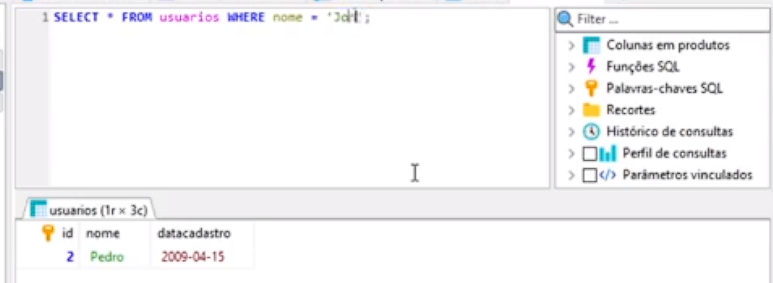 1 SELECT * FROM usuarios WHERE nome = ';
Filter ...
Colunas em produtos
Funções SQL
Palavras-chaves SQL
Recortes
Histórico de consultas
Perfil de consultas
Parâmetros vinculados
usuarios (1r × 3c)
id nome datacadastro
2 Pedro 2009-04-15